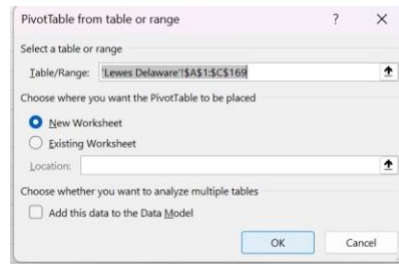 PivotTable from table or range ? ×
Select a table or range
Table/Range: 'Lewes Delaware'!$A$1:$C$169
Choose where you want the PivotTable to be placed
New Worksheet
Existing Worksheet
Location:
Choose whether you want to analyze multiple tables
Add this data to the Data Model
OK Cancel